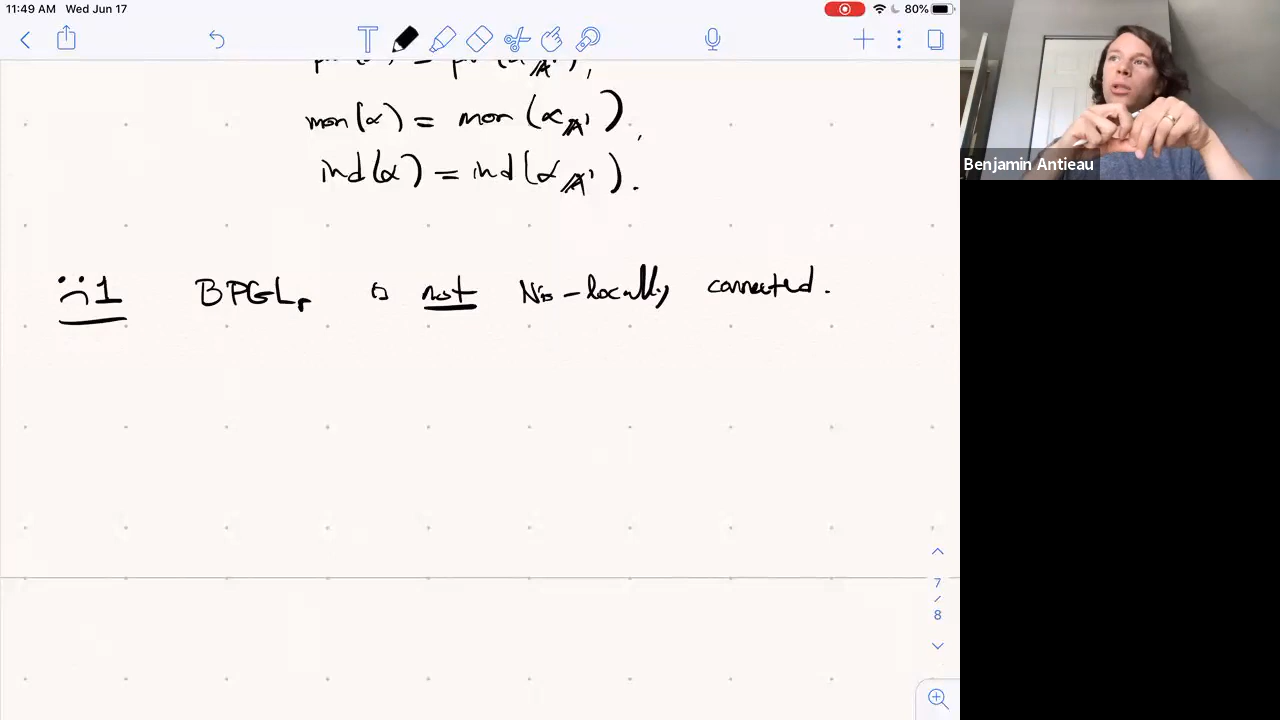 11:49 AM Wed Jun 17
80%
Benjamin Antieau
mon(α) = mon(α_𝔸¹),
ind(α) = ind(α_𝔸¹).
:( 1 BPGL_r is not Nis-locally connected.
7
/
8